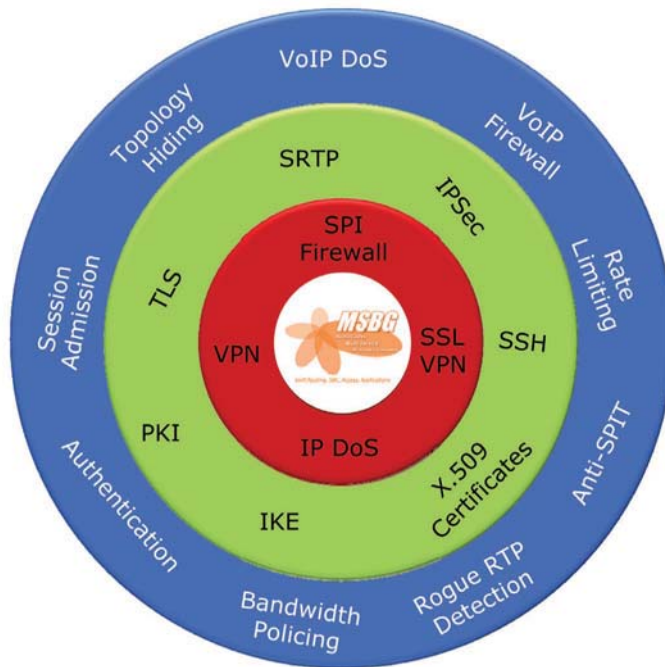 VoIP DoS
VoIP
Firewall
Rate
Limiting
Anti-SPIT
Rogue RTP
Detection
Bandwidth
Policing
Authentication
Session
Admission
Topology
Hiding
SRTP
IPSec
SSH
X.509
Certificates
IKE
PKI
TLS
SPI
Firewall
SSL
VPN
IP DoS
VPN
MSBG